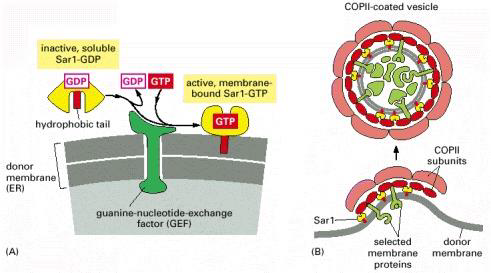 inactive, soluble
Sar1-GDP
GDP
GDP
GTP
active, membrane-
bound Sar1-GTP
GTP
hydrophobic tail
donor
membrane
(ER)
guanine-nucleotide-exchange
factor (GEF)
(A)
COPII-coated vesicle
COPII
subunits
Sar1
selected
membrane
proteins
donor
membrane
(B)